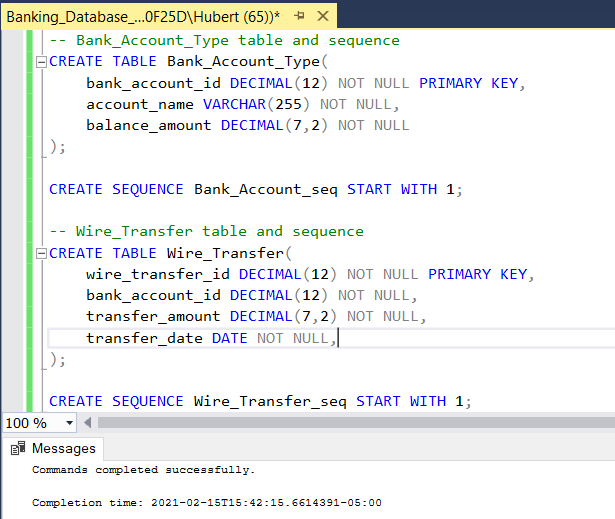 Banking_Database_...0F25D\Hubert (65))*
-- Bank_Account_Type table and sequence
CREATE TABLE Bank_Account_Type(
bank_account_id DECIMAL(12) NOT NULL PRIMARY KEY,
account_name VARCHAR(255) NOT NULL,
balance_amount DECIMAL(7,2) NOT NULL
);
CREATE SEQUENCE Bank_Account_seq START WITH 1;
-- Wire_Transfer table and sequence
CREATE TABLE Wire_Transfer(
wire_transfer_id DECIMAL(12) NOT NULL PRIMARY KEY,
bank_account_id DECIMAL(12) NOT NULL,
transfer_amount DECIMAL(7,2) NOT NULL,
transfer_date DATE NOT NULL,
);
CREATE SEQUENCE Wire_Transfer_seq START WITH 1;
100 %
Messages
Commands completed successfully.
Completion time: 2021-02-15T15:42:15.6614391-05:00